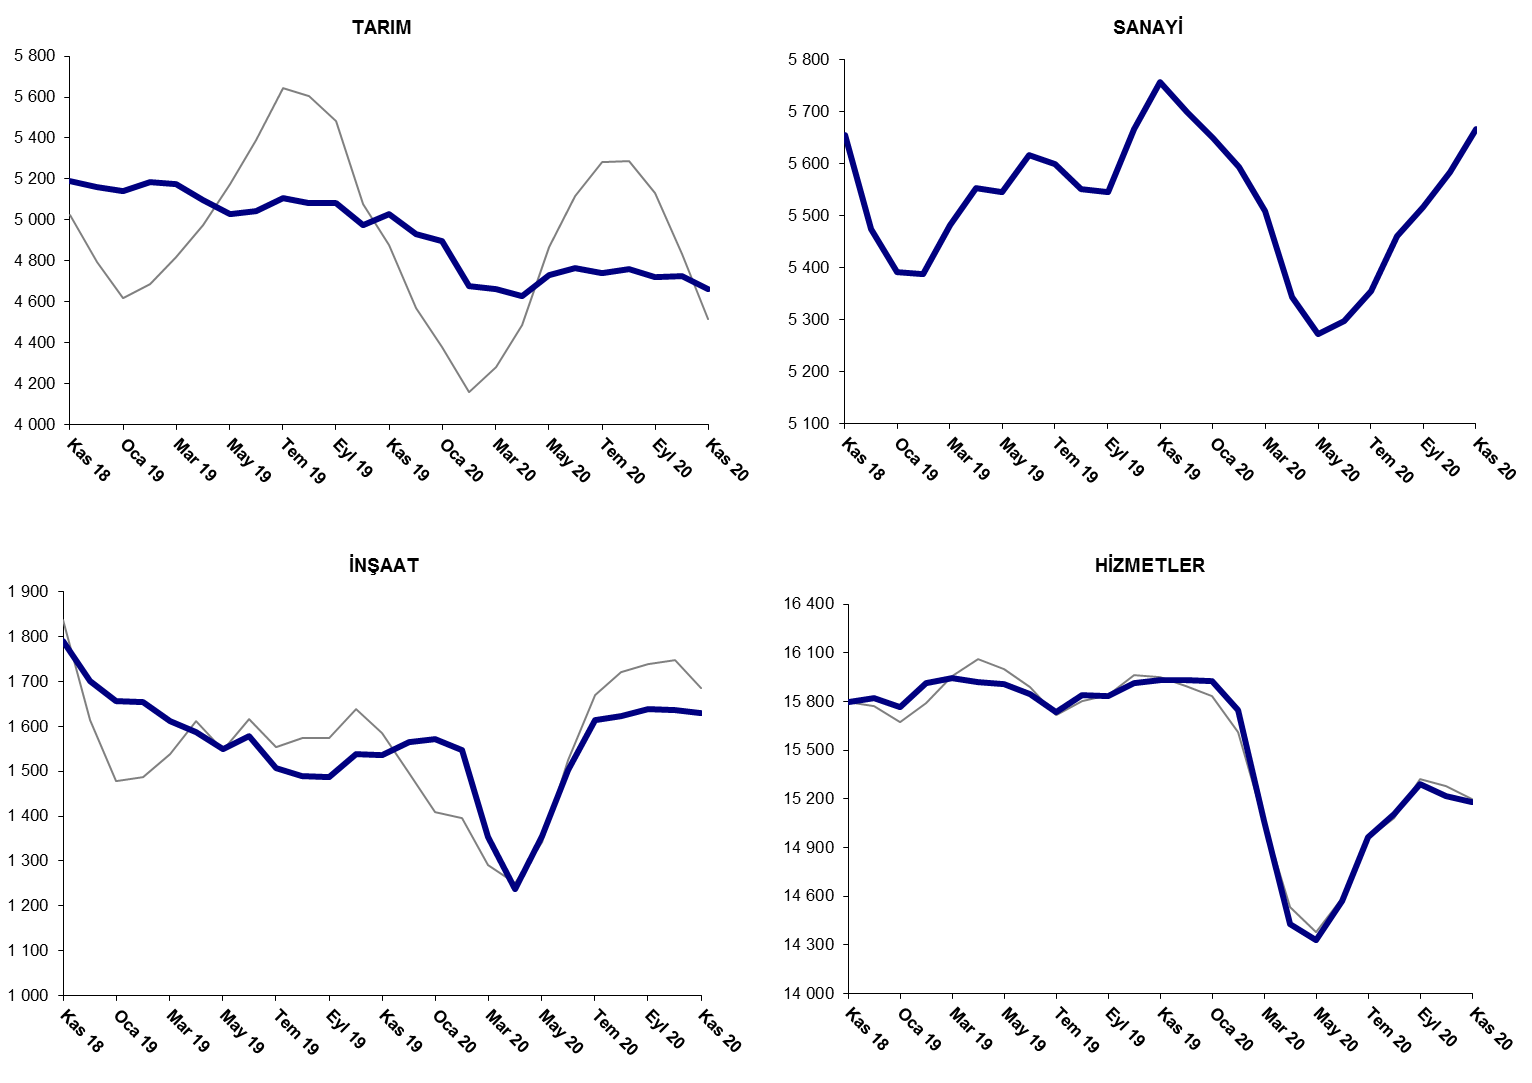 TARIM
5 800
5 600
5 400
5 200
5 000
4 800
4 600
4 400
4 200
4 000
Kas 18
Oca 19
Mar 19
May 19
Tem 19
Eyl 19
Kas 19
Oca 20
Mar 20
May 20
Tem 20
Eyl 20
Kas 20
SANAYİ
5 800
5 700
5 600
5 500
5 400
5 300
5 200
5 100
Kas 18
Oca 19
Mar 19
May 19
Tem 19
Eyl 19
Kas 19
Oca 20
Mar 20
May 20
Tem 20
Eyl 20
Kas 20
İNŞAAT
1 900
1 800
1 700
1 600
1 500
1 400
1 300
1 200
1 100
1 000
Kas 18
Oca 19
Mar 19
May 19
Tem 19
Eyl 19
Kas 19
Oca 20
Mar 20
May 20
Tem 20
Eyl 20
Kas 20
HİZMETLER
16 400
16 100
15 800
15 500
15 200
14 900
14 600
14 300
14 000
Kas 18
Oca 19
Mar 19
May 19
Tem 19
Eyl 19
Kas 19
Oca 20
Mar 20
May 20
Tem 20
Eyl 20
Kas 20